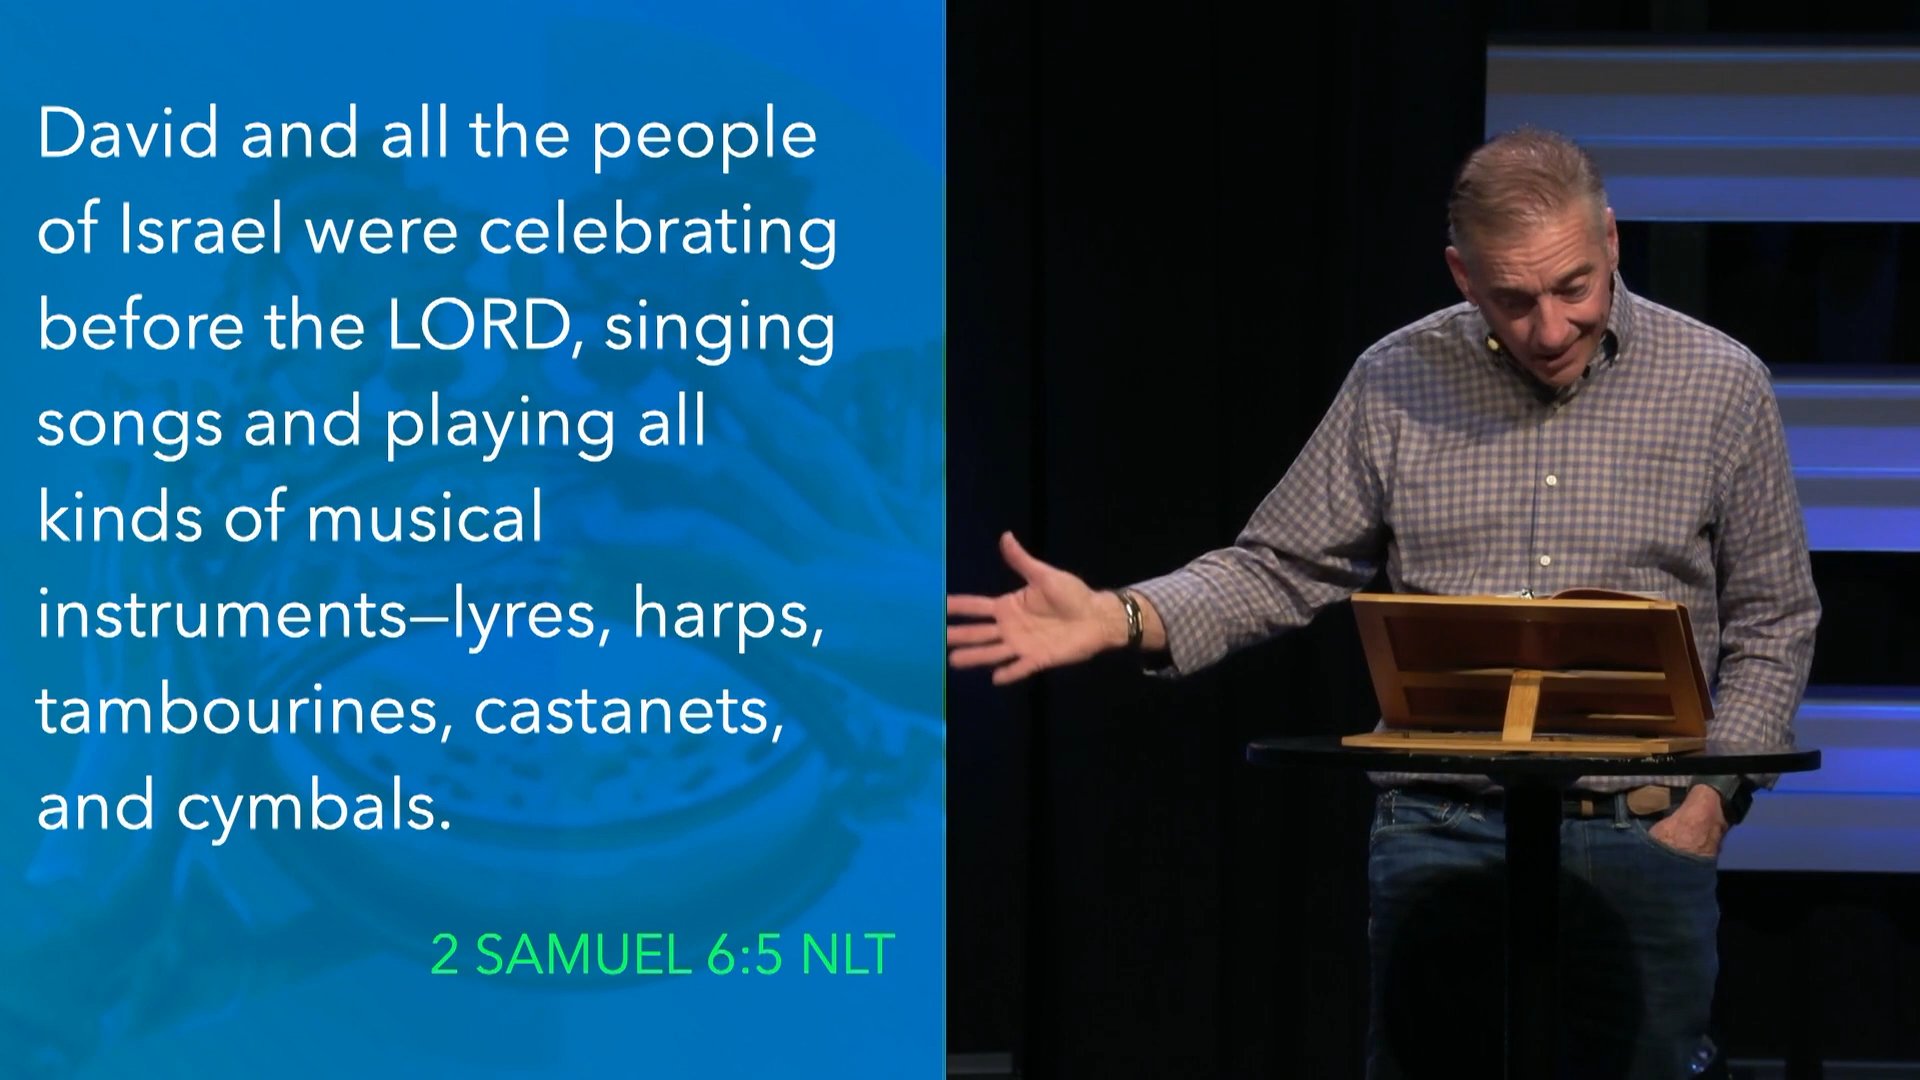 David and all the people
of Israel were celebrating
before the LORD, singing
songs and playing all
kinds of musical
instruments—lyres, harps,
tambourines, castanets,
and cymbals.
2 SAMUEL 6:5 NLT